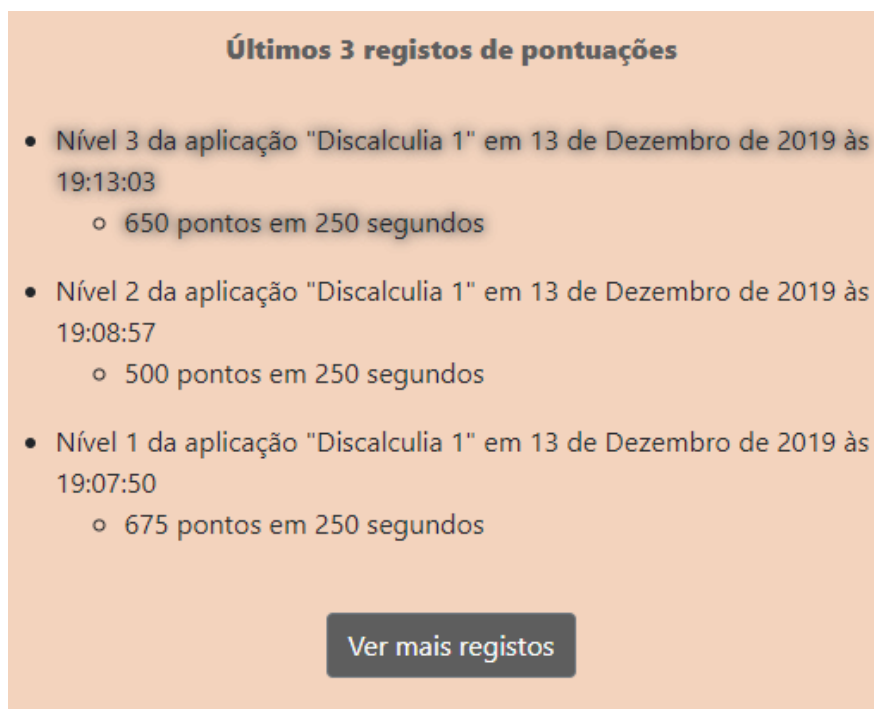 Últimos 3 registos de pontuações
Nível 3 da aplicação "Discalculia 1" em 13 de Dezembro de 2019 às
19:13:03
650 pontos em 250 segundos
Nível 2 da aplicação "Discalculia 1" em 13 de Dezembro de 2019 às
19:08:57
500 pontos em 250 segundos
Nível 1 da aplicação "Discalculia 1" em 13 de Dezembro de 2019 às
19:07:50
675 pontos em 250 segundos
Ver mais registos